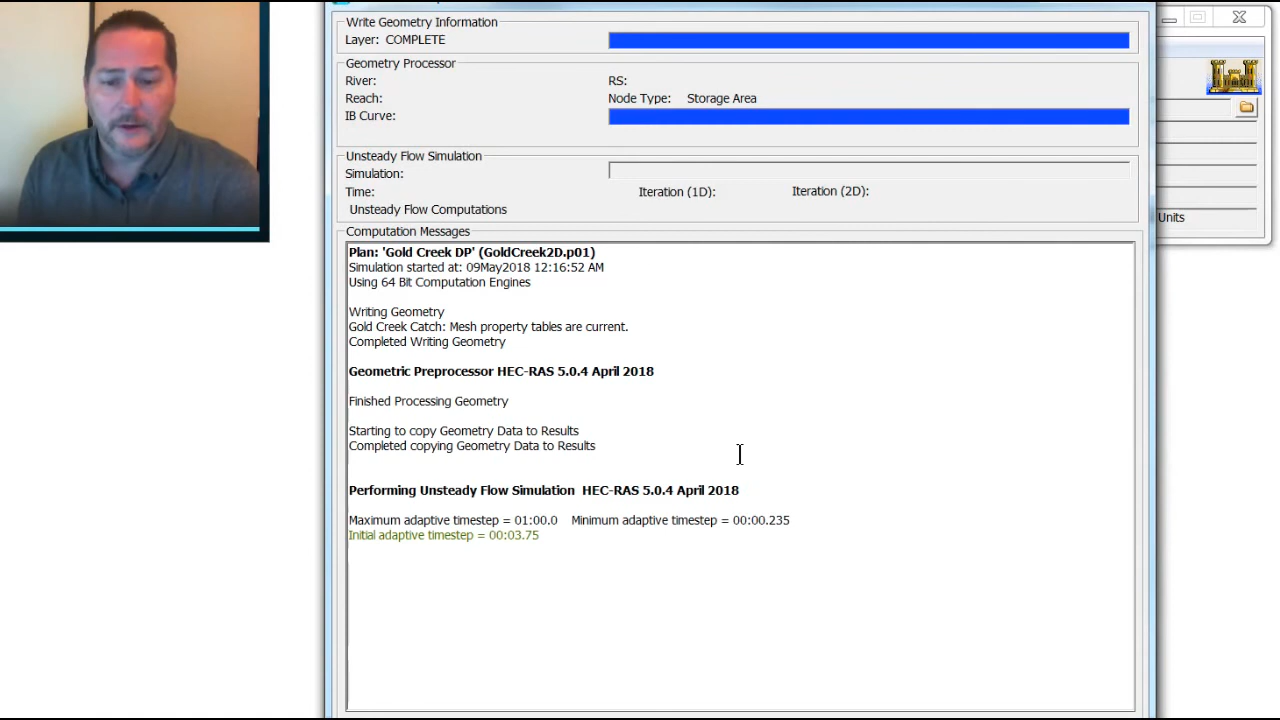 Write Geometry Information
Layer: COMPLETE
Geometry Processor
River: RS:
Reach: Node Type: Storage Area
IB Curve:
Unsteady Flow Simulation
Simulation:
Time: Iteration (1D): Iteration (2D):
Unsteady Flow Computations
Units
Computation Messages
Plan: 'Gold Creek DP' (GoldCreek2D.p01)
Simulation started at: 09May2018 12:16:52 AM
Using 64 Bit Computation Engines
Writing Geometry
Gold Creek Catch: Mesh property tables are current.
Completed Writing Geometry
Geometric Preprocessor HEC-RAS 5.0.4 April 2018
Finished Processing Geometry
Starting to copy Geometry Data to Results
Completed copying Geometry Data to Results
Performing Unsteady Flow Simulation HEC-RAS 5.0.4 April 2018
Maximum adaptive timestep = 01:00.0 Minimum adaptive timestep = 00:00.235
Initial adaptive timestep = 00:03.75